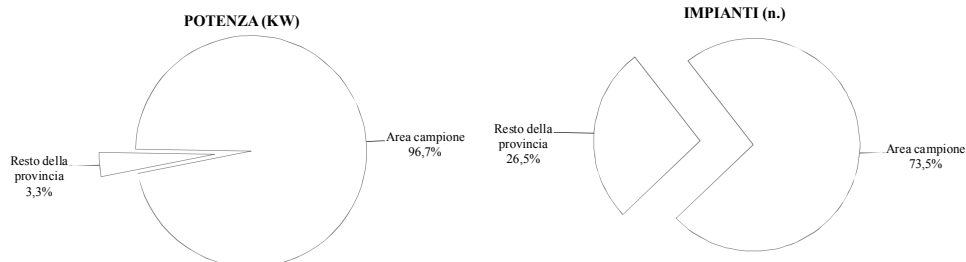 POTENZA (KW)
Area campione
96,7%
Resto della
provincia
3,3%
IMPIANTI (n.)
Resto della
provincia
26,5%
Area campione
73,5%